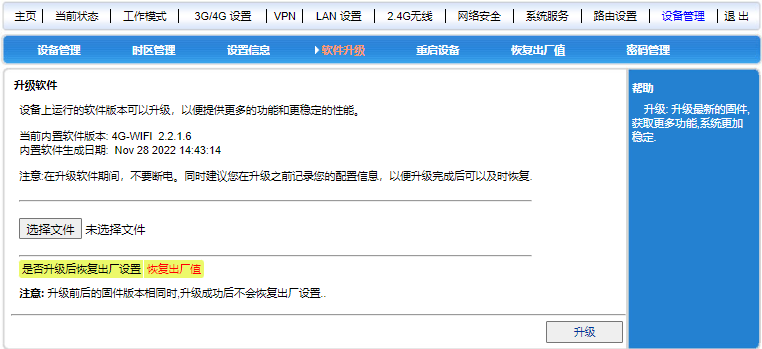 主页 当前状态 工作模式 3G/4G 设置 VPN LAN 设置 2.4G无线 网络安全 系统服务 路由设置 设备管理 退 出
设备管理 时区管理 设置信息 软件升级 重启设备 恢复出厂值 密码管理
升级软件
设备上运行的软件版本可以升级，以便提供更多的功能和更稳定的性能。
当前内置软件版本: 4G-WIFI 2.2.1.6
内置软件生成日期: Nov 28 2022 14:43:14
注意:在升级软件期间，不要断电。同时建议您在升级之前记录您的配置信息，以便升级完成后可以及时恢复.
选择文件 未选择文件
是否升级后恢复出厂设置 恢复出厂值
注意: 升级前后的固件版本相同时,升级成功后不会恢复出厂设置..
升级
帮助
升级: 升级最新的固件,
获取更多功能,系统更加
稳定.